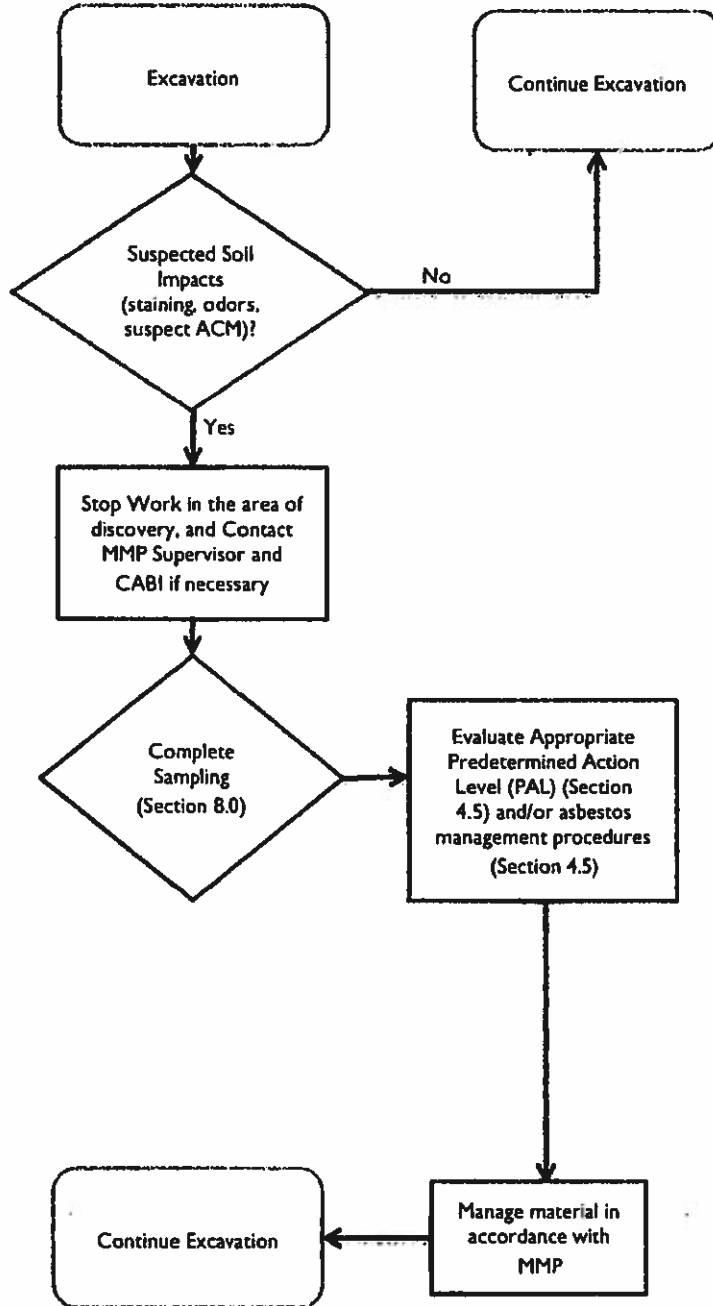 Excavation
Continue Excavation
Suspected Soil
Impacts
(staining, odors,
suspect ACM)?
No
Yes
Stop Work in the area of
discovery, and Contact
MMP Supervisor and
CABI if necessary
Complete
Sampling
(Section 8.0)
Evaluate Appropriate
Predetermined Action
Level (PAL) (Section
4.5) and/or asbestos
management procedures
(Section 4.5)
Manage material in
accordance with
MMP
Continue Excavation